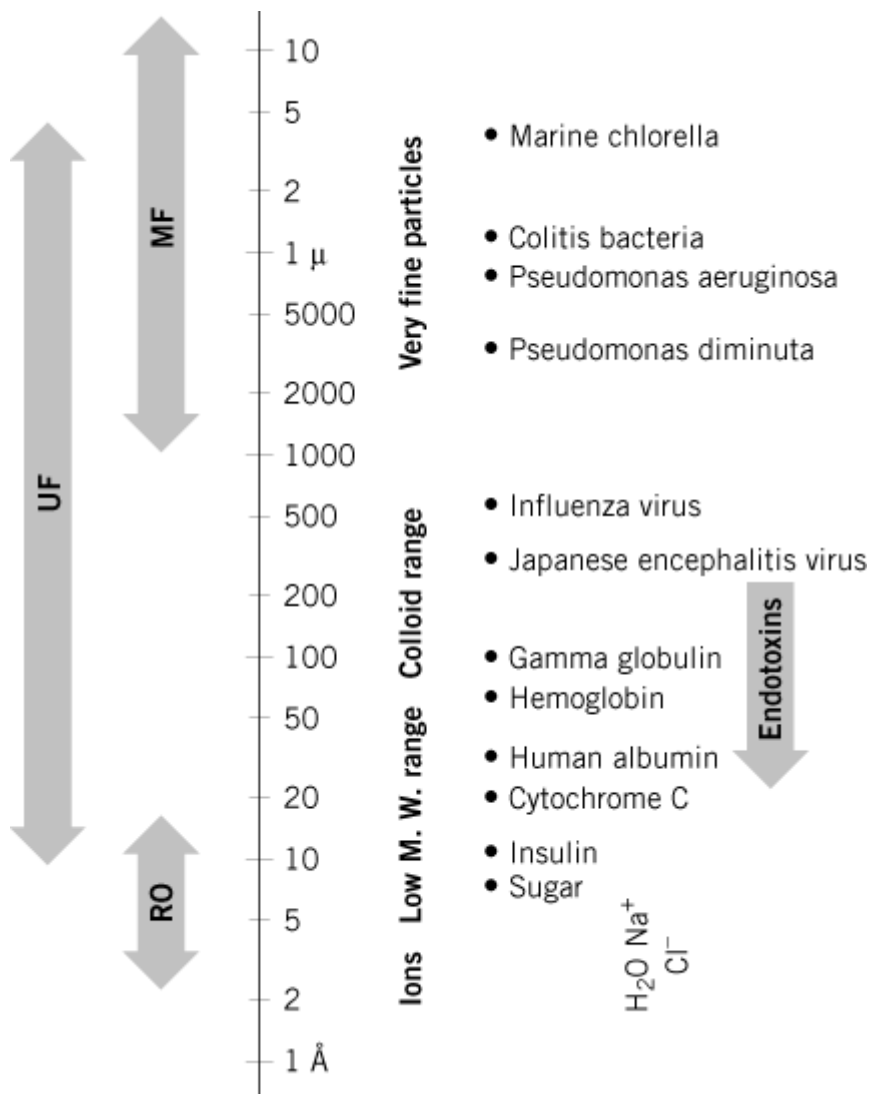 UF
MF
RO
10
5
2
1 μ
5000
2000
1000
500
200
100
50
20
10
5
2
1 Å
Very fine particles
Colloid range
Low M. W. range
Ions
• Marine chlorella
• Colitis bacteria
• Pseudomonas aeruginosa
• Pseudomonas diminuta
• Influenza virus
• Japanese encephalitis virus
• Gamma globulin
• Hemoglobin
• Human albumin
• Cytochrome C
• Insulin
• Sugar
Endotoxins
H₂O Na⁺
Cl⁻